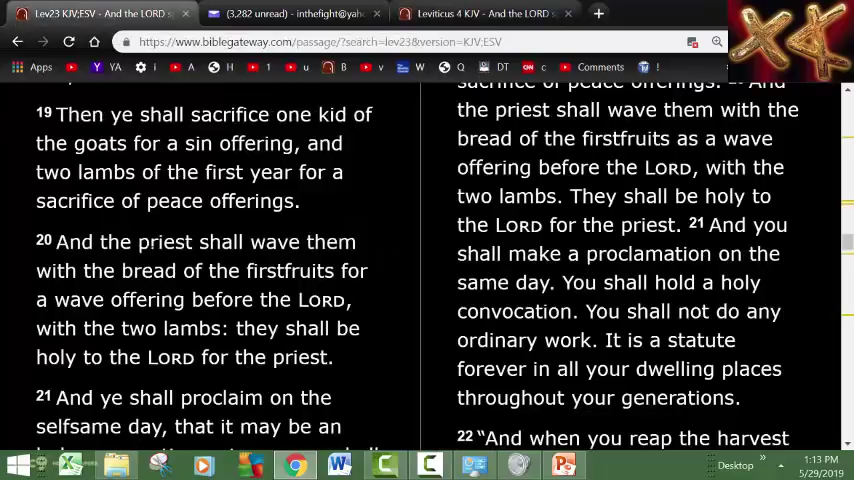 Lev23 KJV;ESV - And the LORD s
(3,282 unread) - inthefight@yah
Leviticus 4 KJV - And the LORD s
https://www.biblegateway.com/passage/?search=lev23&version=KJV;ESV
Apps
YA
i
A
H
u
B
v
W
Q
DT
c
Comments
!
19 Then ye shall sacrifice one kid of
the goats for a sin offering, and
two lambs of the first year for a
sacrifice of peace offerings.
20 And the priest shall wave them
with the bread of the firstfruits for
a wave offering before the LORD,
with the two lambs: they shall be
holy to the LORD for the priest.
21 And ye shall proclaim on the
selfsame day, that it may be an
sacrifice of peace offerings. 20 And
the priest shall wave them with the
bread of the firstfruits as a wave
offering before the LORD, with the
two lambs. They shall be holy to
the LORD for the priest. 21 And you
shall make a proclamation on the
same day. You shall hold a holy
convocation. You shall not do any
ordinary work. It is a statute
forever in all your dwelling places
throughout your generations.
22 “And when you reap the harvest
Desktop
1:13 PM
5/29/2019